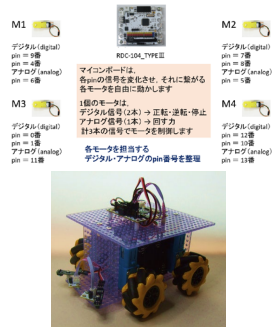 M1
デジタル(digital)
pin = 9番
pin = 4番
アナログ(analog)
pin = 6番
RDC-104_TYPEⅢ
M2
デジタル(digital)
pin = 7番
pin = 8番
アナログ(analog)
pin = 5番
マイコンボードは、
各pinの信号を変化させ、それに繋がる
各モータを自由に動かします
1個のモータは、
デジタル信号(2本) → 正転・逆転・停止
アナログ信号(1本) → 回す力
計3本の信号でモータを制御します
M3
デジタル(digital)
pin = 0番
pin = 1番
アナログ(analog)
pin = 11番
M4
デジタル(digital)
pin = 12番
pin = 10番
アナログ(analog)
pin = 13番
各モータを担当する
デジタル・アナログのpin番号を整理